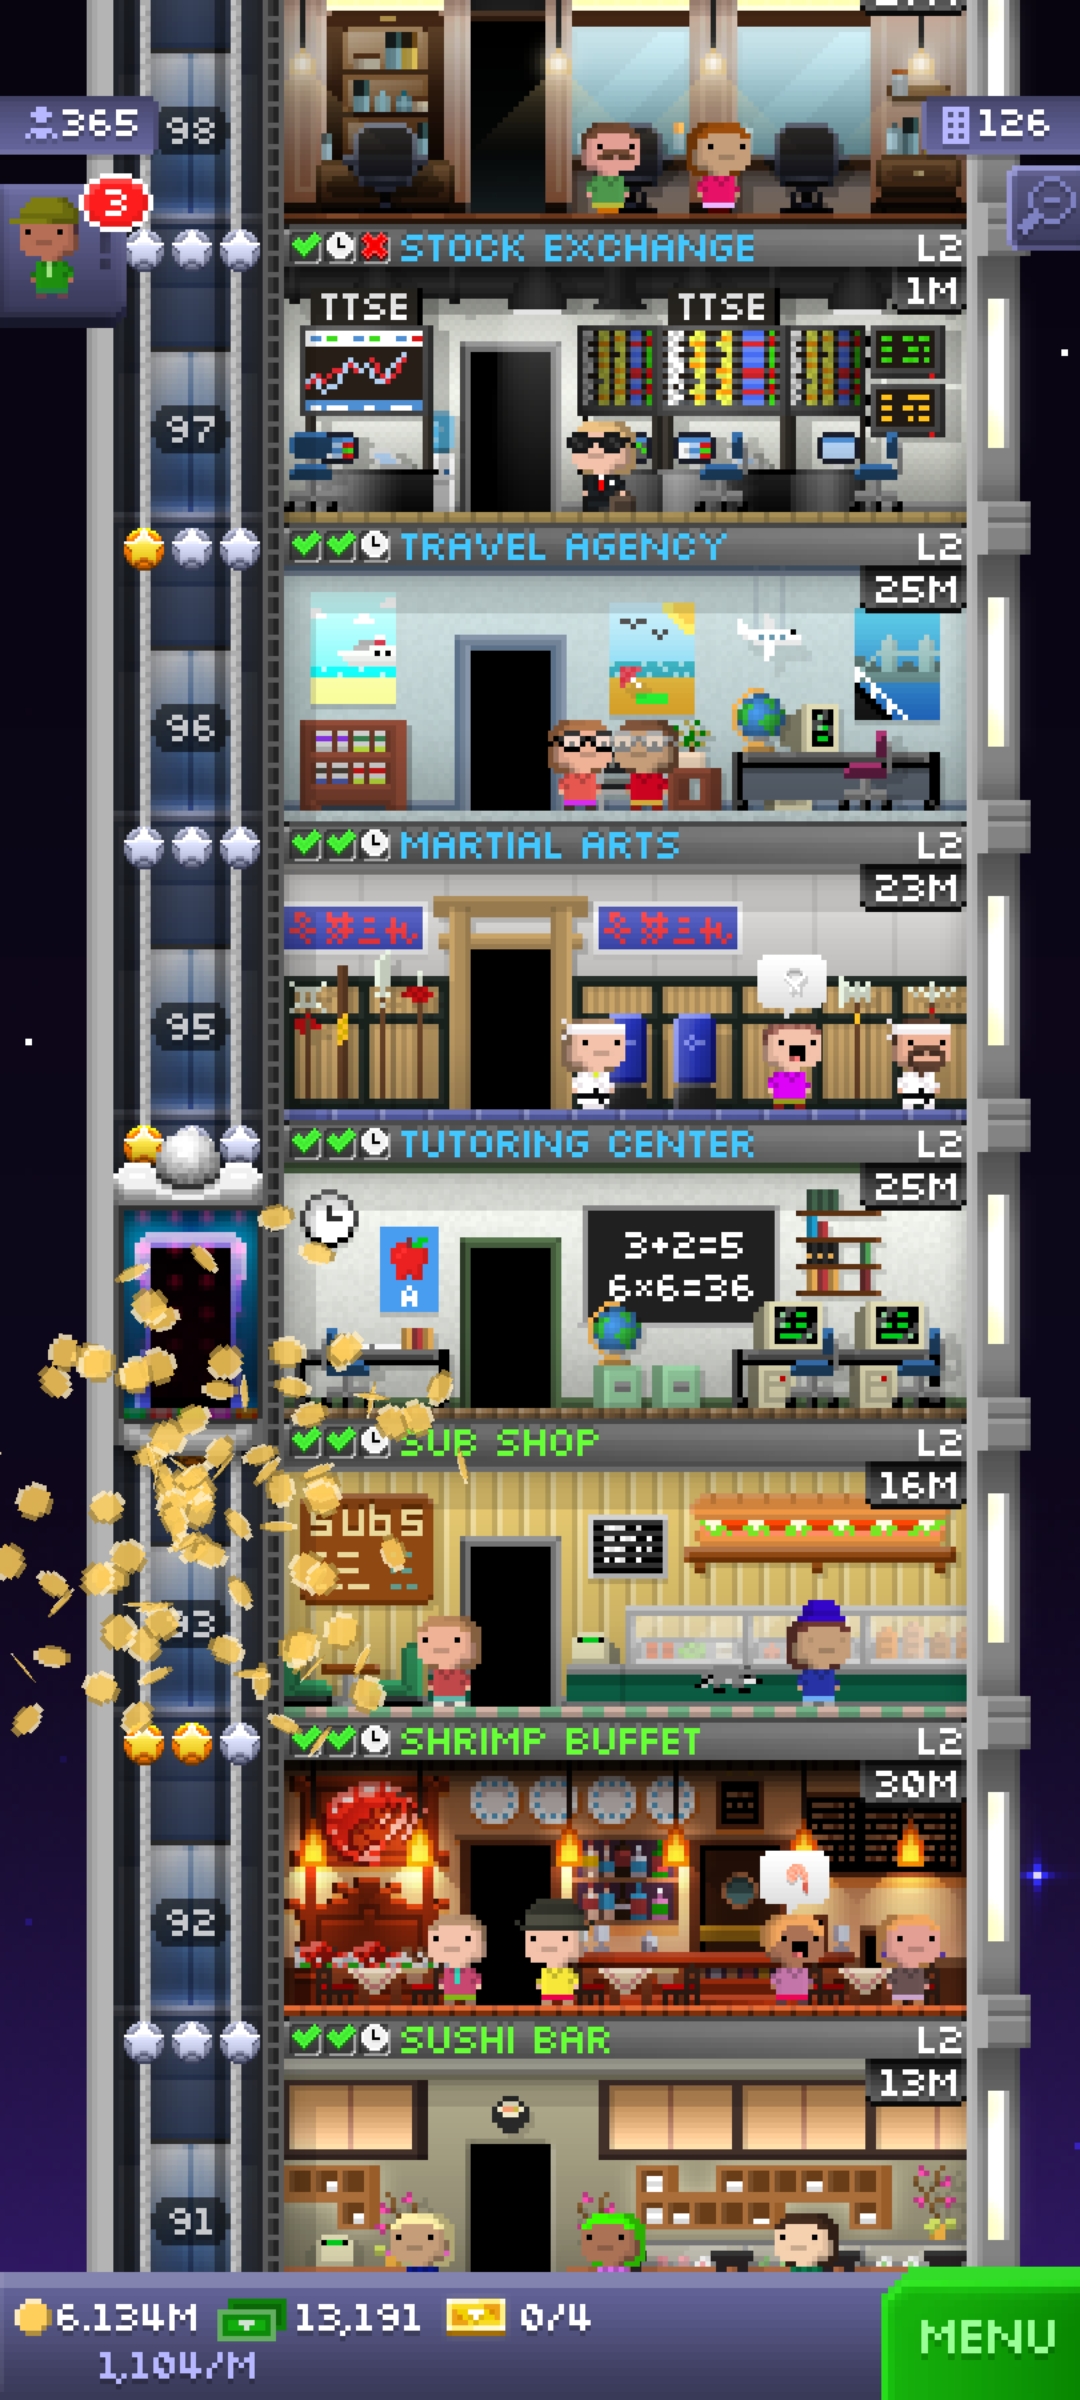 365
98
126
3
STOCK EXCHANGE L2
1M
TTSE TTSE
97
TRAVEL AGENCY L2
25M
96
MARTIAL ARTS L2
23M
95
TUTORING CENTER L2
25M
3+2=5
6×6=36
A
SUB SHOP L2
16M
subs
SHRIMP BUFFET L2
30M
92
SUSHI BAR L2
13M
91
6.134M 13,191 0/4
1,104/M
MENU